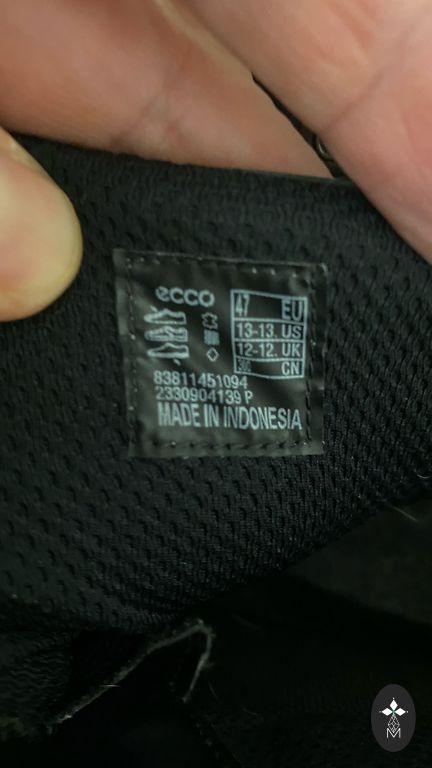 ecco
47 EU
13-13. US
12-12. UK
CN
83811451094
2330904139 P
MADE IN INDONESIA
M